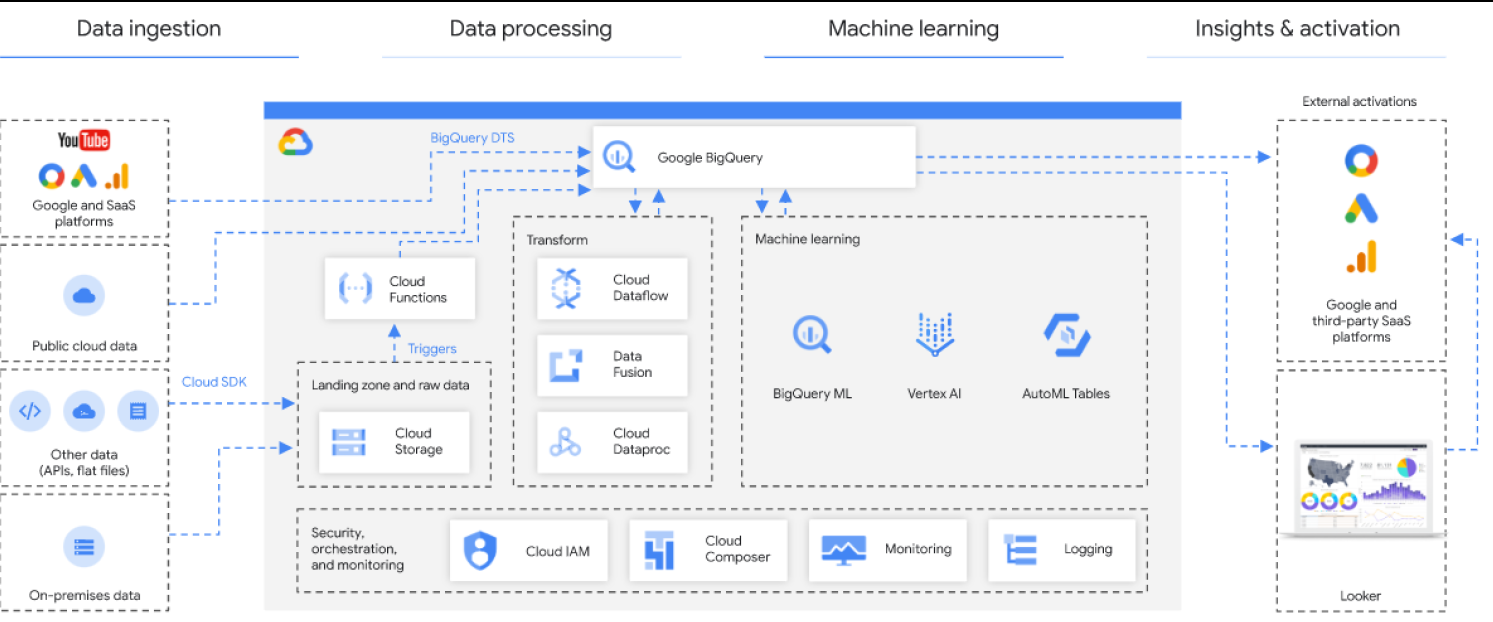 Data ingestion
Data processing
Machine learning
Insights & activation
YouTube
Google and SaaS
platforms
Public cloud data
Cloud SDK
Other data
(APIs, flat files)
On-premises data
BigQuery DTS
Google BigQuery
Cloud
Functions
Triggers
Landing zone and raw data
Cloud
Storage
Transform
Cloud
Dataflow
Data
Fusion
Cloud
Dataproc
Machine learning
BigQuery ML
Vertex AI
AutoML Tables
Security,
orchestration,
and monitoring
Cloud IAM
Cloud
Composer
Monitoring
Logging
External activations
Google and
third-party SaaS
platforms
Looker